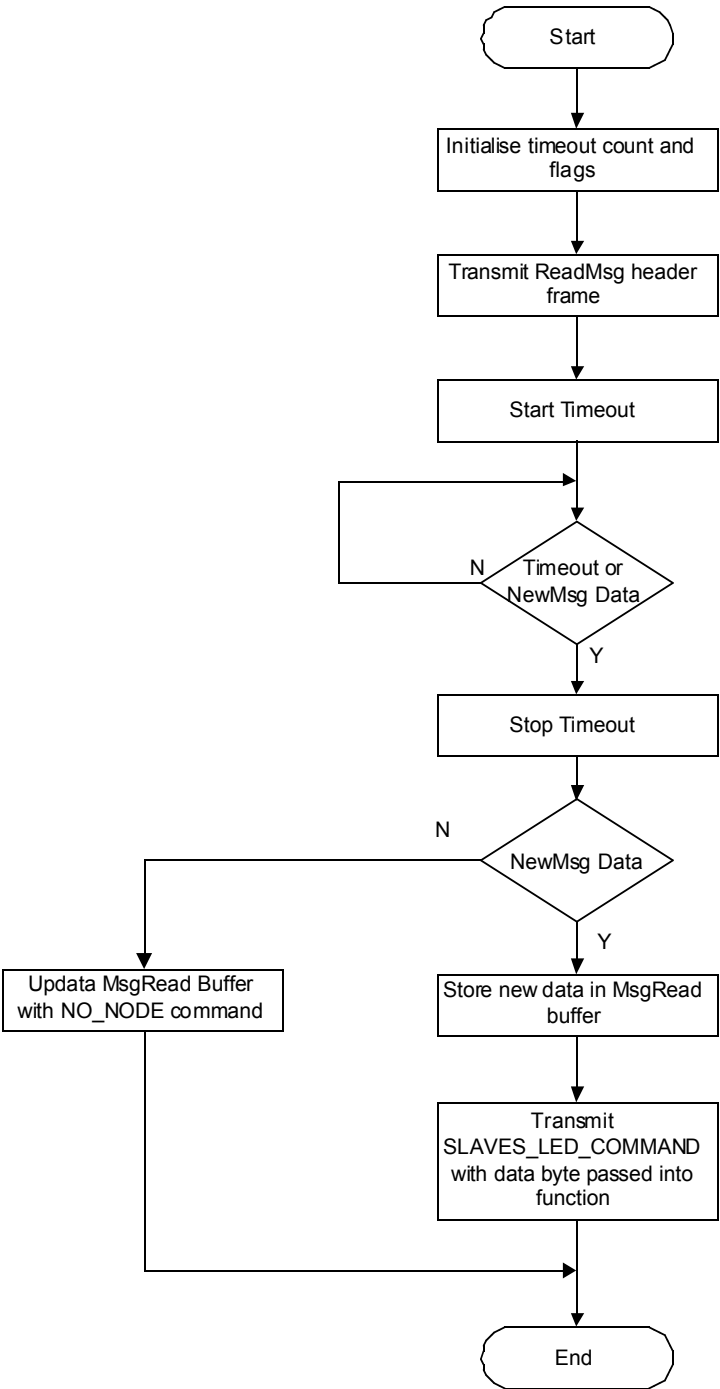 Start
Initialise timeout count and
flags
Transmit ReadMsg header
frame
Start Timeout
N
Timeout or
NewMsg Data
Y
Stop Timeout
N
NewMsg Data
Y
Updata MsgRead Buffer
with NO_NODE command
Store new data in MsgRead
buffer
Transmit
SLAVES_LED_COMMAND
with data byte passed into
function
End